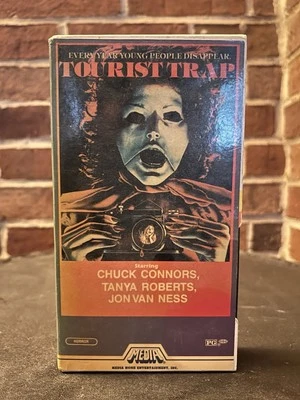 EVERY YEAR YOUNG PEOPLE DISAPPEAR.
TOURIST TRAP
Starring
CHUCK CONNORS,
TANYA ROBERTS,
JON VAN NESS
HORROR
MEDIA
PG
MEDIA HOME ENTERTAINMENT, INC.